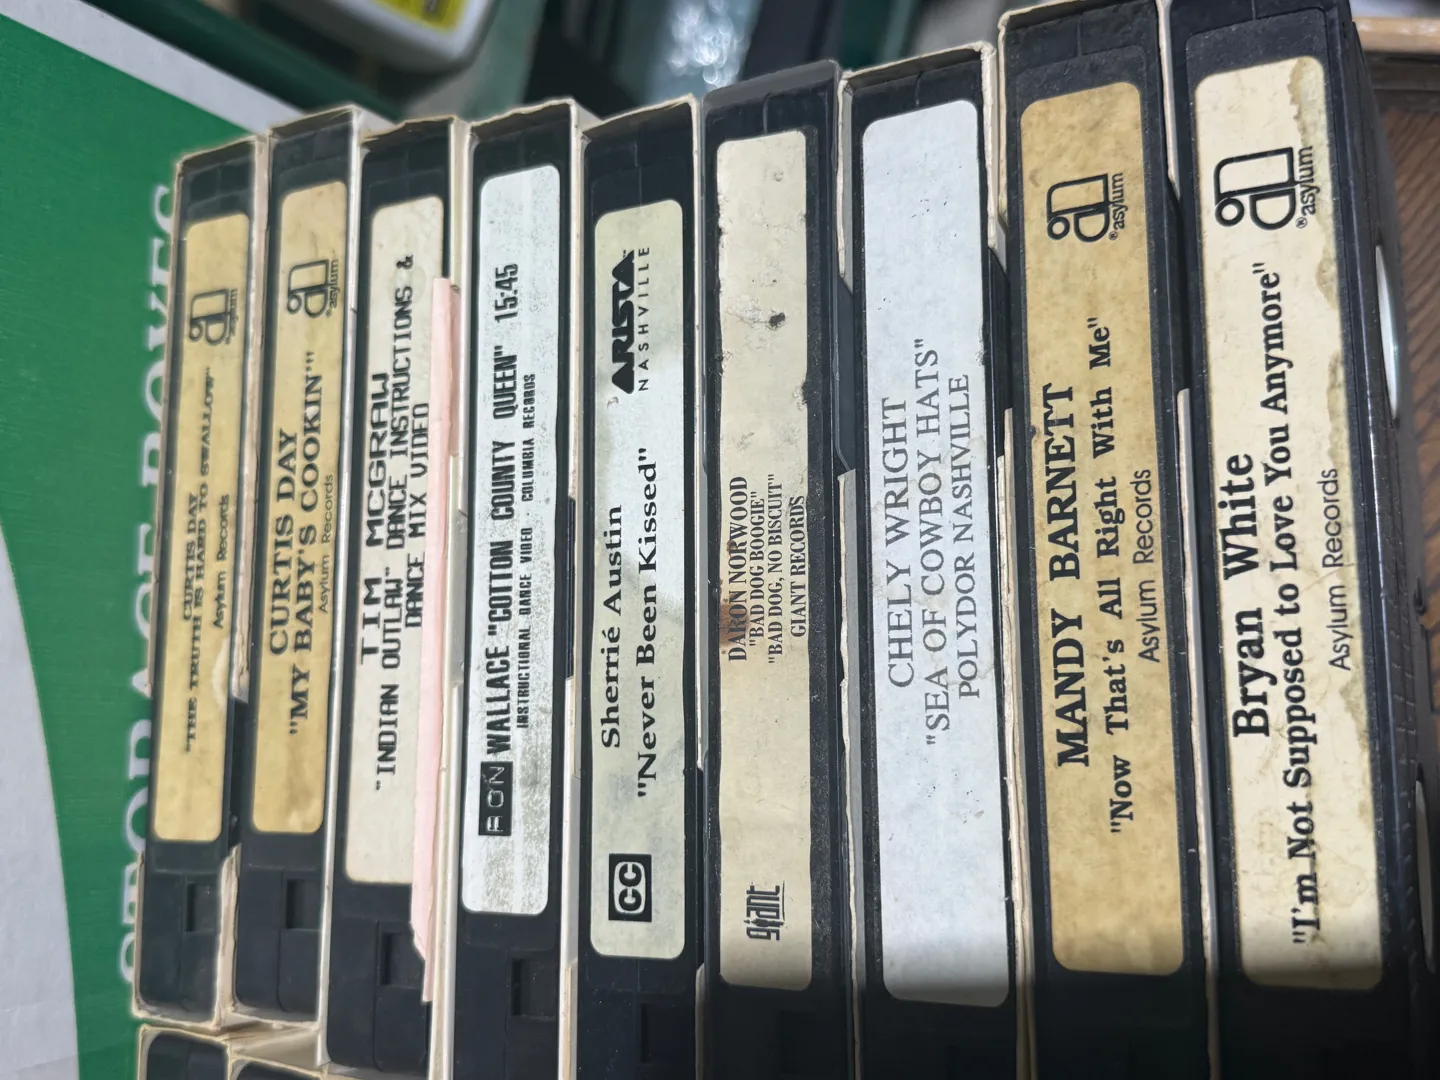 STORAGE BOXES
asylum
CURTIS DAY
"THE TRUTH IS HARD TO SWALLOW"
Asylum Records
asylum
CURTIS DAY
"MY BABY'S COOKIN'"
Asylum Records
TIM MCGRAW
"INDIAN OUTLAW" DANCE INSTRUCTIONS &
DANCE MIX VIDEO
RON WALLACE "COTTON COUNTY QUEEN" 15:45
INSTRUCTIONAL DANCE VIDEO · COLUMBIA RECORDS
ARISTA™
NASHVILLE
Sherrié Austin
"Never Been Kissed"
CC
DARON NORWOOD
"BAD DOG BOOGIE"
"BAD DOG, NO BISCUIT"
GIANT RECORDS
giant
CHELY WRIGHT
"SEA OF COWBOY HATS"
POLYDOR NASHVILLE
®asylum
MANDY BARNETT
"Now That's All Right With Me"
Asylum Records
®asylum
Bryan White
"I'm Not Supposed to Love You Anymore"
Asylum Records